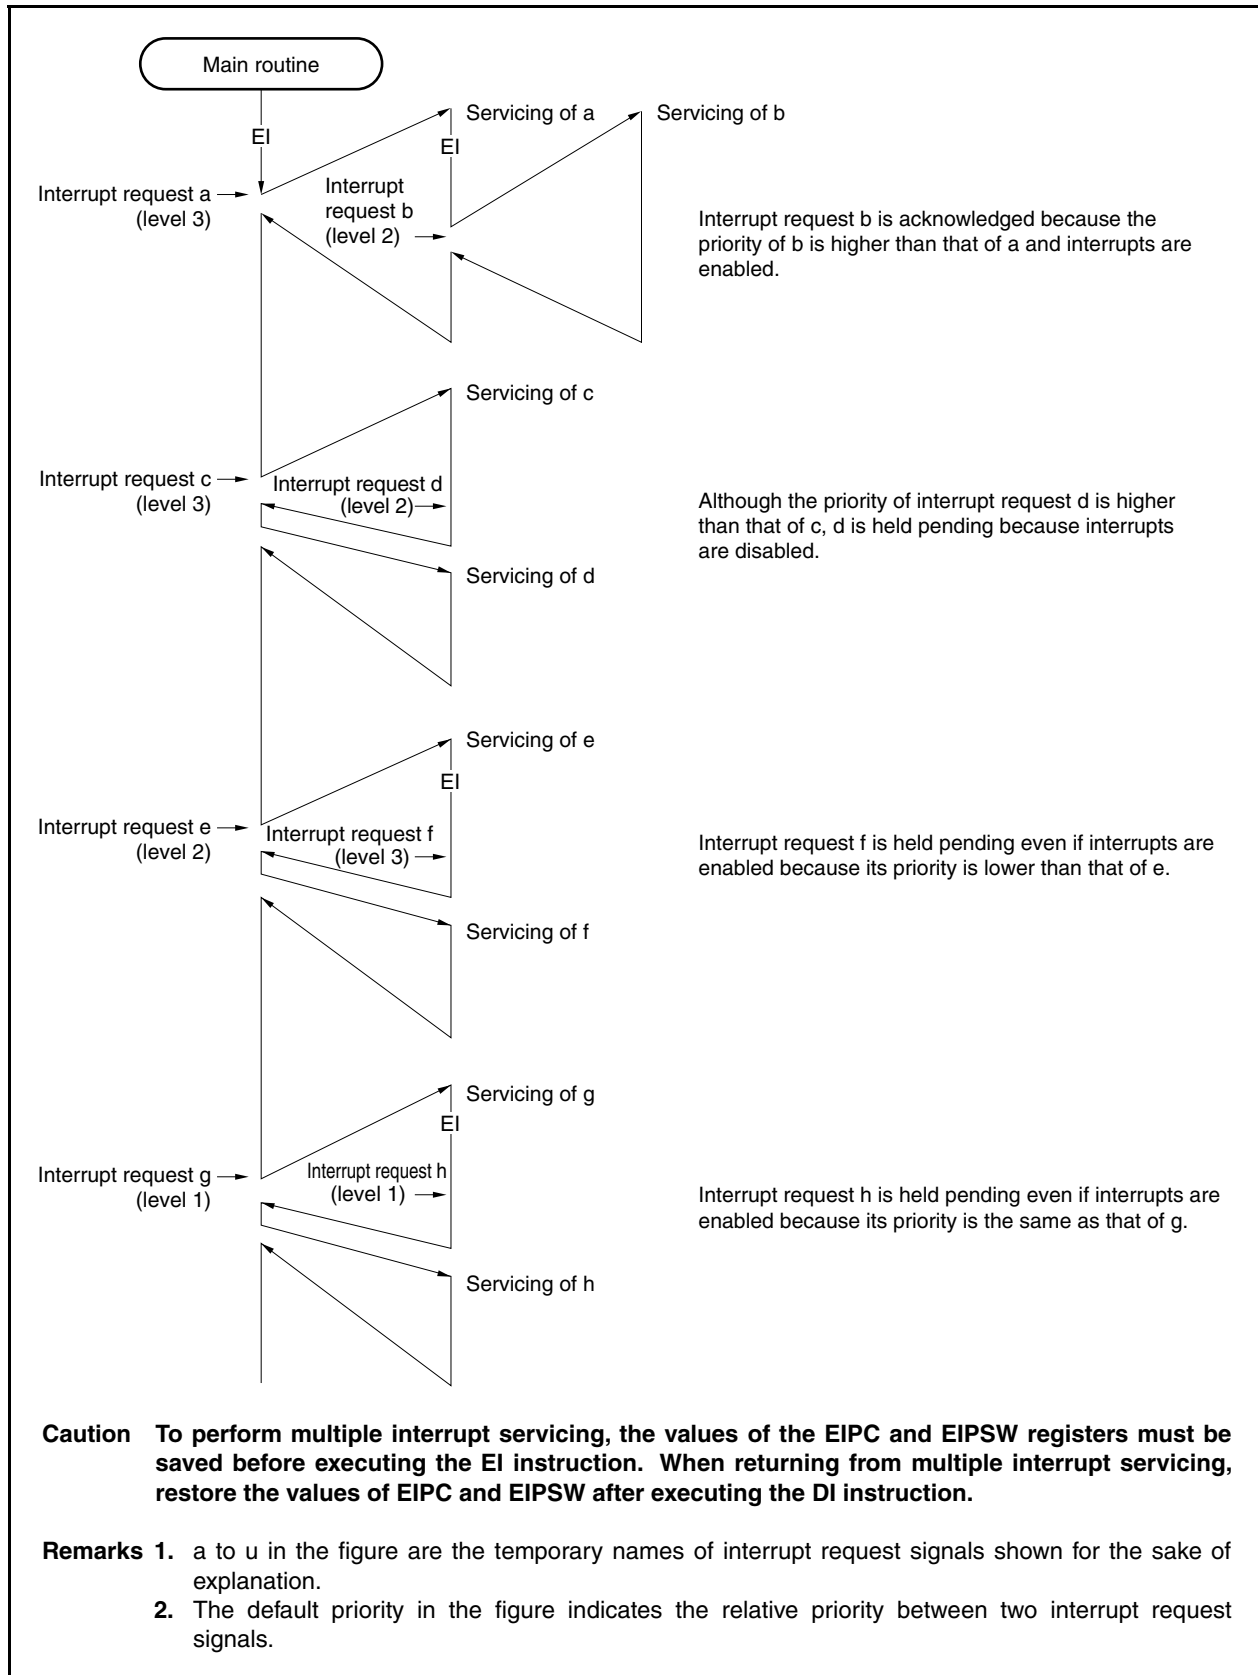 Main routine
EI
Servicing of a
Servicing of b
EI
Interrupt request a
(level 3)
Interrupt
request b
(level 2)
Interrupt request b is acknowledged because the
priority of b is higher than that of a and interrupts are
enabled.
Servicing of c
Interrupt request c
(level 3)
Interrupt request d
(level 2)
Although the priority of interrupt request d is higher
than that of c, d is held pending because interrupts
are disabled.
Servicing of d
Servicing of e
EI
Interrupt request e
(level 2)
Interrupt request f
(level 3)
Interrupt request f is held pending even if interrupts are
enabled because its priority is lower than that of e.
Servicing of f
Servicing of g
EI
Interrupt request g
(level 1)
Interrupt request h
(level 1)
Interrupt request h is held pending even if interrupts are
enabled because its priority is the same as that of g.
Servicing of h
Caution To perform multiple interrupt servicing, the values of the EIPC and EIPSW registers must be
saved before executing the EI instruction. When returning from multiple interrupt servicing,
restore the values of EIPC and EIPSW after executing the DI instruction.
Remarks 1. a to u in the figure are the temporary names of interrupt request signals shown for the sake of
explanation.
2. The default priority in the figure indicates the relative priority between two interrupt request
signals.